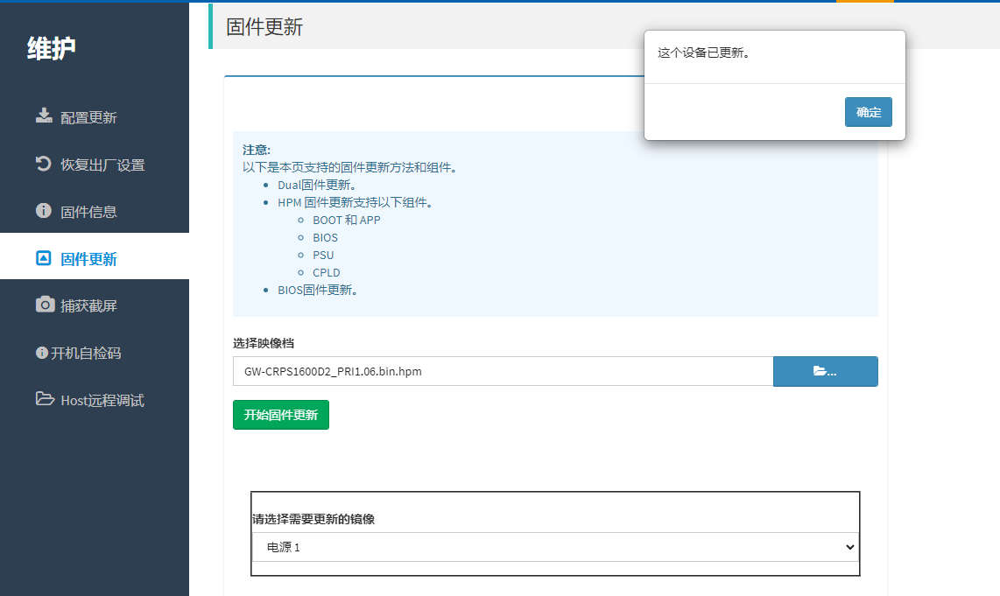 维护
配置更新
恢复出厂设置
固件信息
固件更新
捕获截屏
开机自检码
Host远程调试
固件更新
这个设备已更新。
确定
注意:
以下是本页支持的固件更新方法和组件。
Dual固件更新。
HPM 固件更新支持以下组件。
BOOT 和 APP
BIOS
PSU
CPLD
BIOS固件更新。
选择映像档
GW-CRPS1600D2_PRI1.06.bin.hpm
...
开始固件更新
请选择需要更新的镜像
电源 1